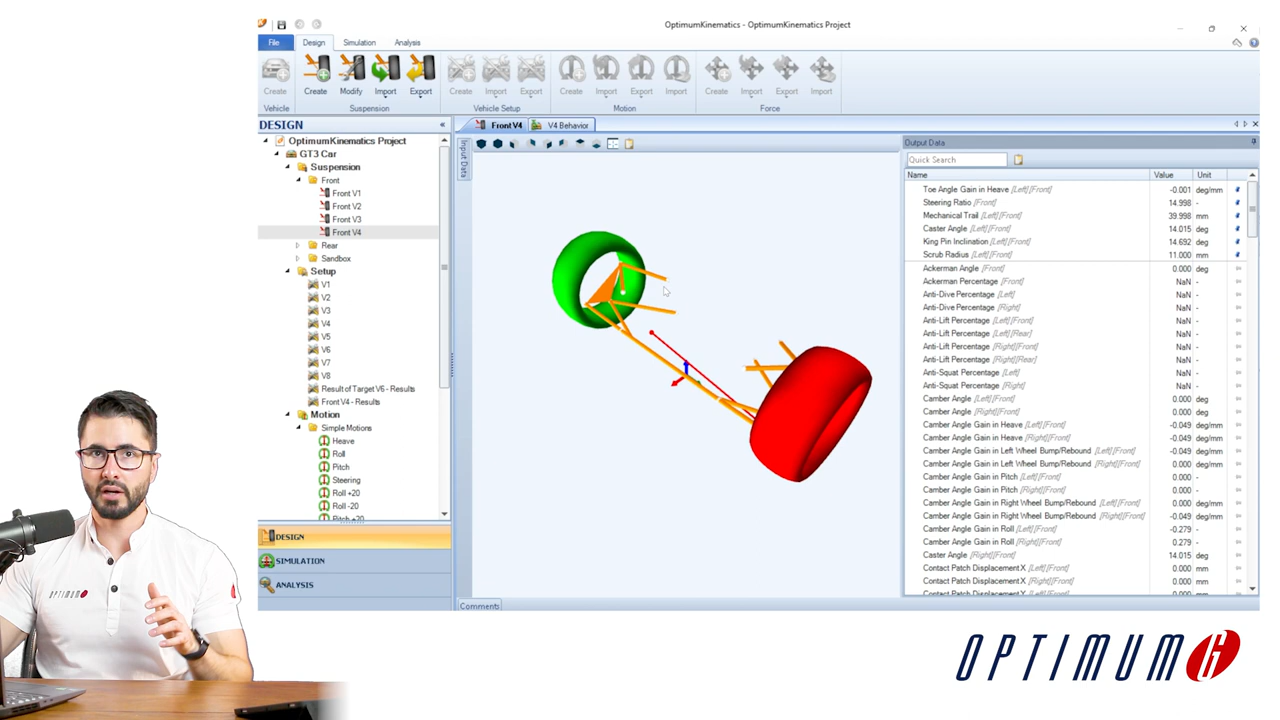 OptimumKinematics - OptimumKinematics Project
File Design Simulation Analysis
Create Create Modify Import Export Create Import Export Create Import Export Import Create Import Export Import
Vehicle Suspension Vehicle Setup Motion Force
DESIGN «
Front V4 V4 Behavior
OptimumKinematics Project
GT3 Car
Suspension
Front
Front V1
Front V2
Front V3
Front V4
Rear
Sandbox
Setup
V1
V2
V3
V4
V5
V6
V7
V8
Result of Target V6 - Results
Front V4 - Results
Motion
Simple Motions
Heave
Roll
Pitch
Steering
Roll +20
Roll -20
Pitch +20
DESIGN
SIMULATION
ANALYSIS
Input Data
Comments
Output Data
Quick Search
Name Value Unit
Toe Angle Gain in Heave [Left][Front] -0.001 deg/mm
Steering Ratio [Front] 14.998 -
Mechanical Trail [Left][Front] 39.998 mm
Caster Angle [Left][Front] 14.015 deg
King Pin Inclination [Left][Front] 14.692 deg
Scrub Radius [Left][Front] 11.000 mm
Ackerman Angle [Front] 0.000 deg
Ackerman Percentage [Front] NaN -
Anti-Dive Percentage [Left] NaN -
Anti-Dive Percentage [Right] NaN -
Anti-Lift Percentage [Left][Front] NaN -
Anti-Lift Percentage [Left][Rear] NaN -
Anti-Lift Percentage [Right][Front] NaN -
Anti-Lift Percentage [Right][Rear] NaN -
Anti-Squat Percentage [Left] NaN -
Anti-Squat Percentage [Right] NaN -
Camber Angle [Left][Front] 0.000 deg
Camber Angle [Right][Front] 0.000 deg
Camber Angle Gain in Heave [Left][Front] -0.049 deg/mm
Camber Angle Gain in Heave [Right][Front] -0.049 deg/mm
Camber Angle Gain in Left Wheel Bump/Rebound [Left][Front] -0.049 deg/mm
Camber Angle Gain in Left Wheel Bump/Rebound [Right][Front] 0.000 deg/mm
Camber Angle Gain in Pitch [Left][Front] 0.000 -
Camber Angle Gain in Pitch [Right][Front] 0.000 -
Camber Angle Gain in Right Wheel Bump/Rebound [Left][Front] 0.000 deg/mm
Camber Angle Gain in Right Wheel Bump/Rebound [Right][Front] -0.049 deg/mm
Camber Angle Gain in Roll [Left][Front] -0.279 -
Camber Angle Gain in Roll [Right][Front] 0.279 -
Caster Angle [Right][Front] 14.015 deg
Contact Patch Displacement X [Left][Front] 0.000 mm
Contact Patch Displacement X [Right][Front] 0.000 mm
Contact Patch Displacement Y [Left][Front] 0.000 mm
OPTIMUM G
OPTIMUM G